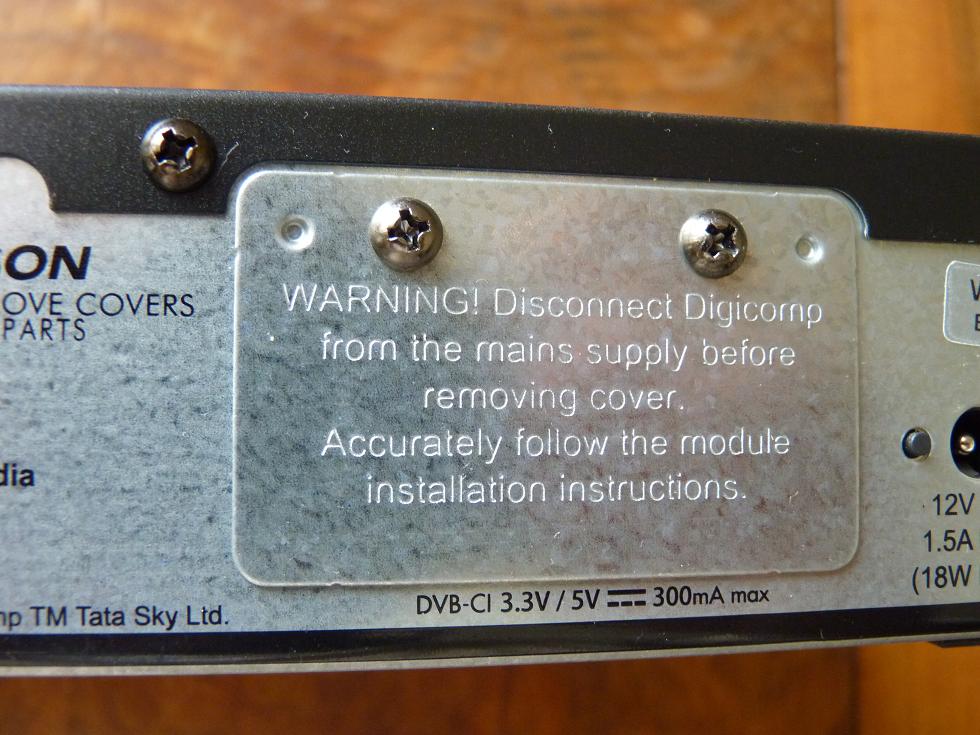 SON
OVE COVERS
PARTS
dia
mp TM Tata Sky Ltd.
WARNING! Disconnect Digicomp
from the mains supply before
removing cover.
Accurately follow the module
installation instructions.
DVB-CI 3.3V / 5V ⎓ 300mA max
12V
1.5A
(18W